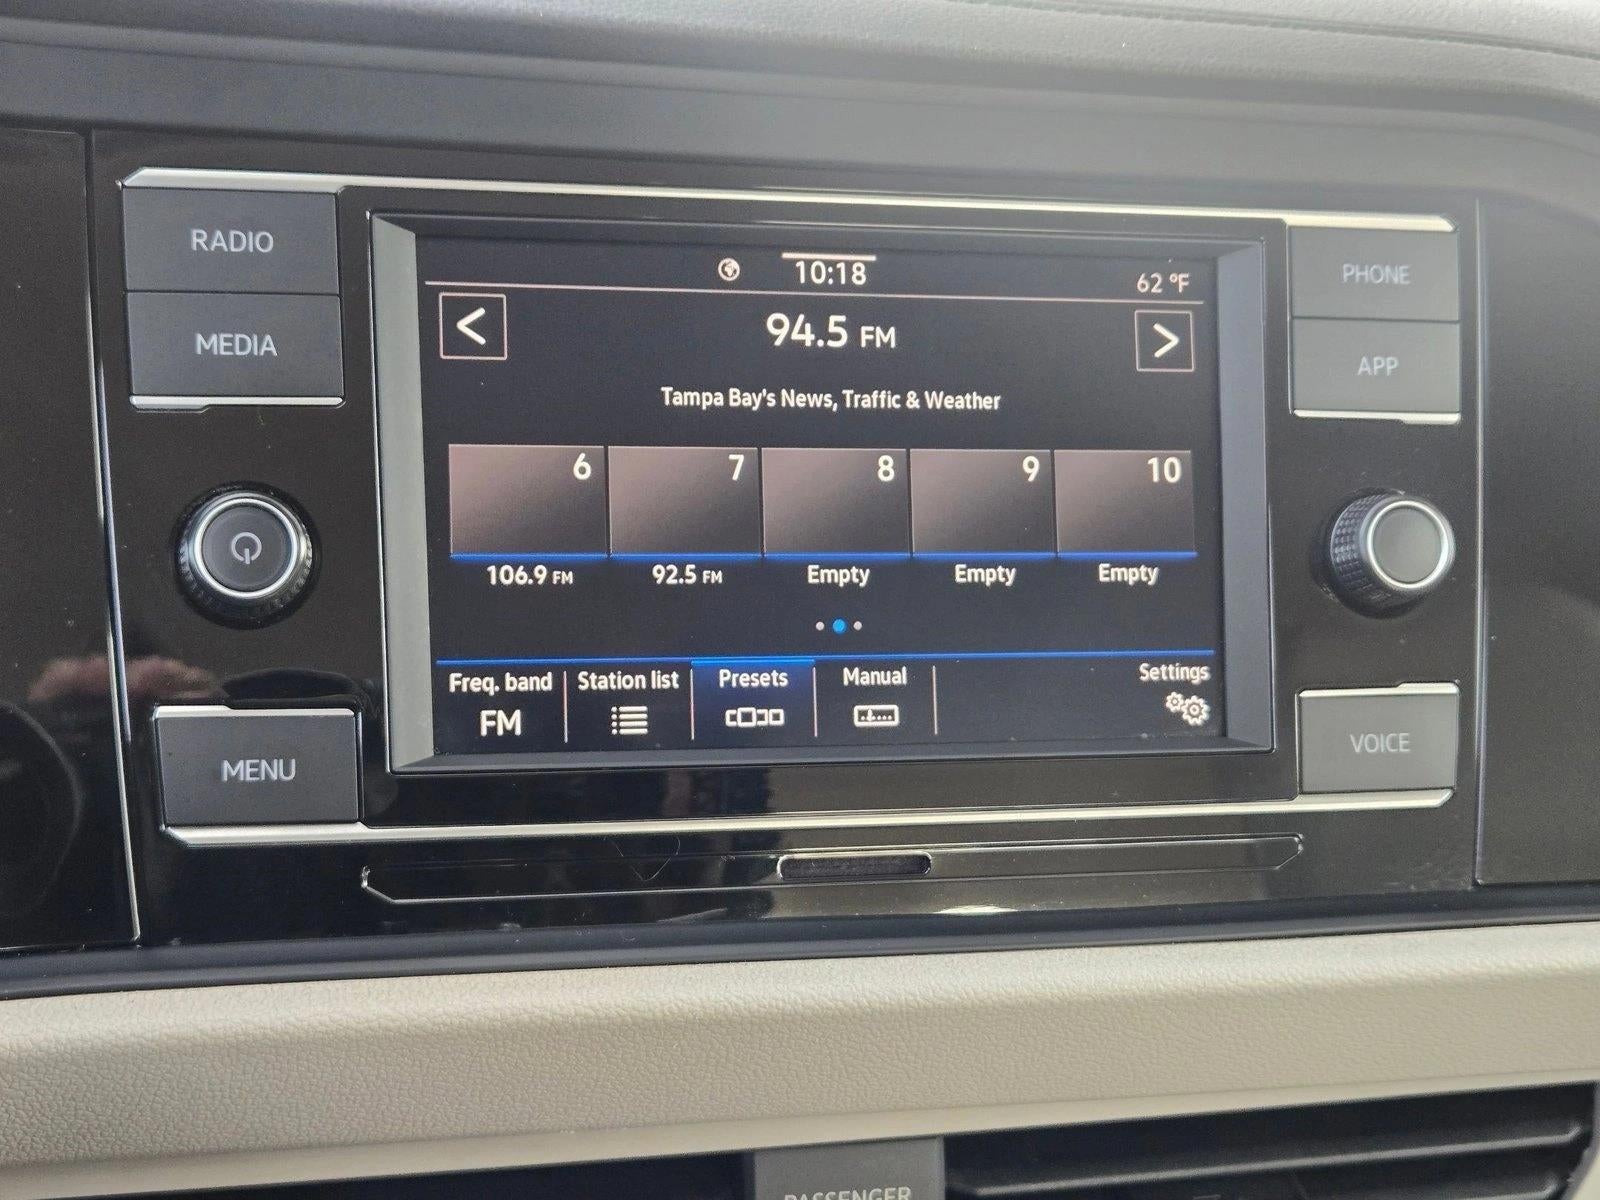 RADIO
MEDIA
MENU
10:18
62 °F
<
94.5 FM
>
Tampa Bay's News, Traffic & Weather
6 7 8 9 10
106.9 FM 92.5 FM Empty Empty Empty
Freq. band Station list Presets Manual Settings
FM
PHONE
APP
VOICE
PASSENGER